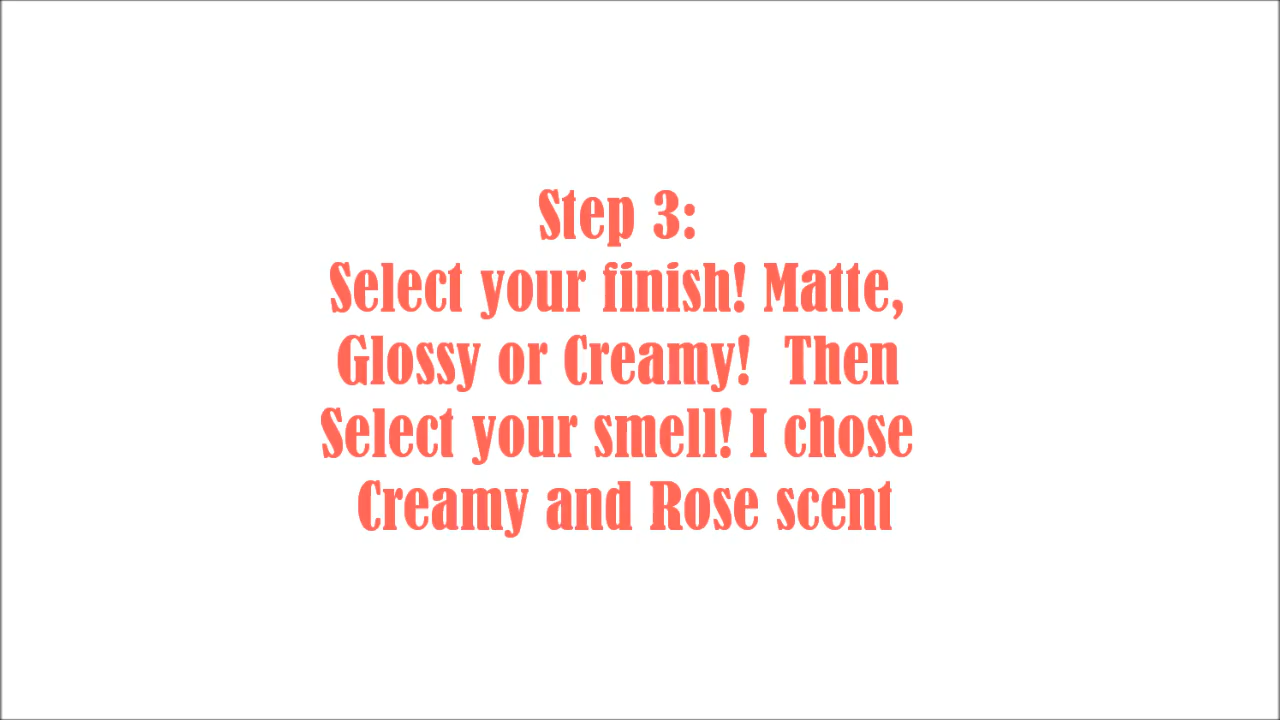 Step 3:
Select your finish! Matte,
Glossy or Creamy!  Then
Select your smell! I chose
Creamy and Rose scent